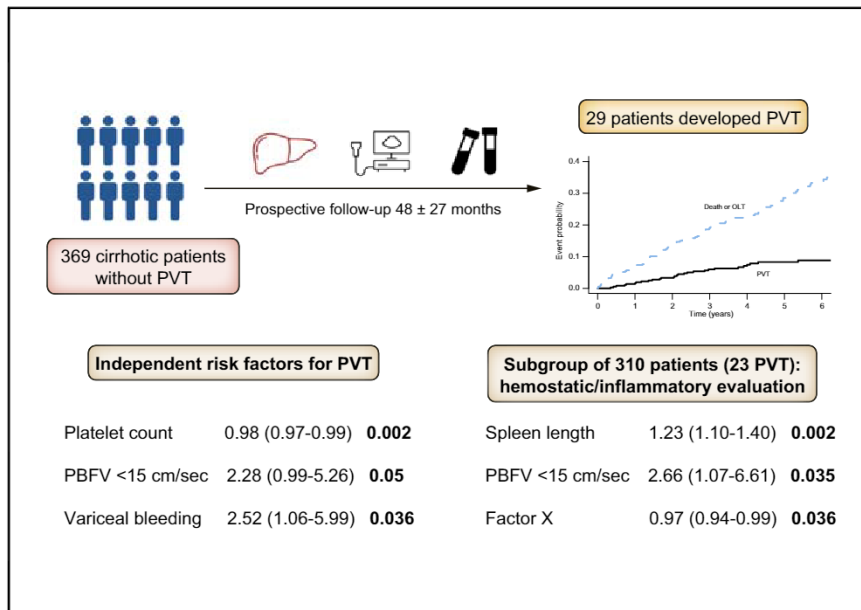 29 patients developed PVT
Prospective follow-up 48 ± 27 months
369 cirrhotic patients
without PVT
Event probability
0.4
0.3
0.2
0.1
0.0
Death or OLT
PVT
0 1 2 3 4 5 6
Time (years)
Independent risk factors for PVT
Platelet count 0.98 (0.97-0.99) 0.002
PBFV <15 cm/sec 2.28 (0.99-5.26) 0.05
Variceal bleeding 2.52 (1.06-5.99) 0.036
Subgroup of 310 patients (23 PVT):
hemostatic/inflammatory evaluation
Spleen length 1.23 (1.10-1.40) 0.002
PBFV <15 cm/sec 2.66 (1.07-6.61) 0.035
Factor X 0.97 (0.94-0.99) 0.036